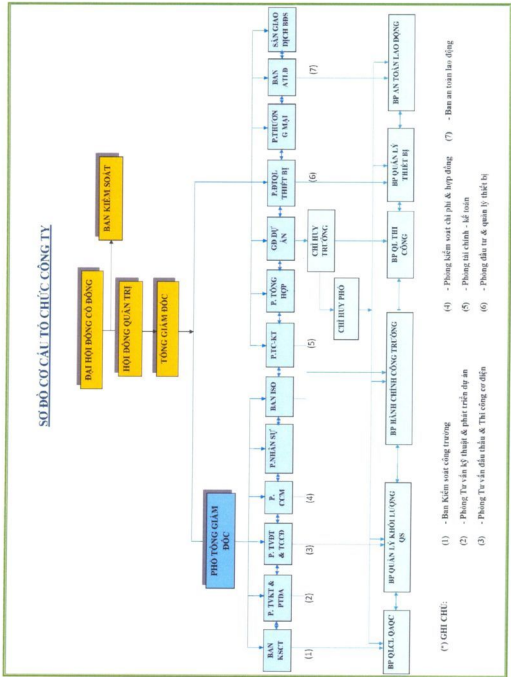 SƠ ĐỒ CƠ CẤU TỔ CHỨC CÔNG TY
ĐẠI HỘI ĐỒNG CỔ ĐÔNG
BAN KIỂM SOÁT
HỘI ĐỒNG QUẢN TRỊ
TỔNG GIÁM ĐỐC
PHÓ TỔNG GIÁM
ĐỐC
BAN
KSCT
P. TVKT &
PTDA
P. TVĐT
& TCCĐ
P.
CCM
P.NHÂN SỰ
BAN ISO
P.TC-KT
P. TỔNG
HỢP
GĐ DỰ
ÁN
P.ĐTQL
THIẾT BỊ
P.THƯƠN
G MẠI
BAN
ATLĐ
SÀN GIAO
DỊCH BĐS
(1)
(2)
(3)
(4)
(5)
(6)
(7)
CHỈ HUY
TRƯỞNG
CHỈ HUY PHÓ
BP QLCL QAQC
BP QUẢN LÝ KHỐI LƯỢNG
QS
BP HÀNH CHÍNH CÔNG TRƯỜNG
BP QL THI
CÔNG
BP QUẢN LÝ
THIẾT BỊ
BP AN TOÀN LAO ĐỘNG
(*) GHI CHÚ:
(1) - Ban Kiểm soát công trường
(2) - Phòng Tư vấn kỹ thuật & phát triển dự án
(3) - Phòng Tư vấn đấu thầu & Thi công cơ điện
(4) - Phòng kiểm soát chi phí & hợp đồng
(5) - Phòng tài chính - kế toán
(6) - Phòng đầu tư & quản lý thiết bị
(7) - Ban an toàn lao động